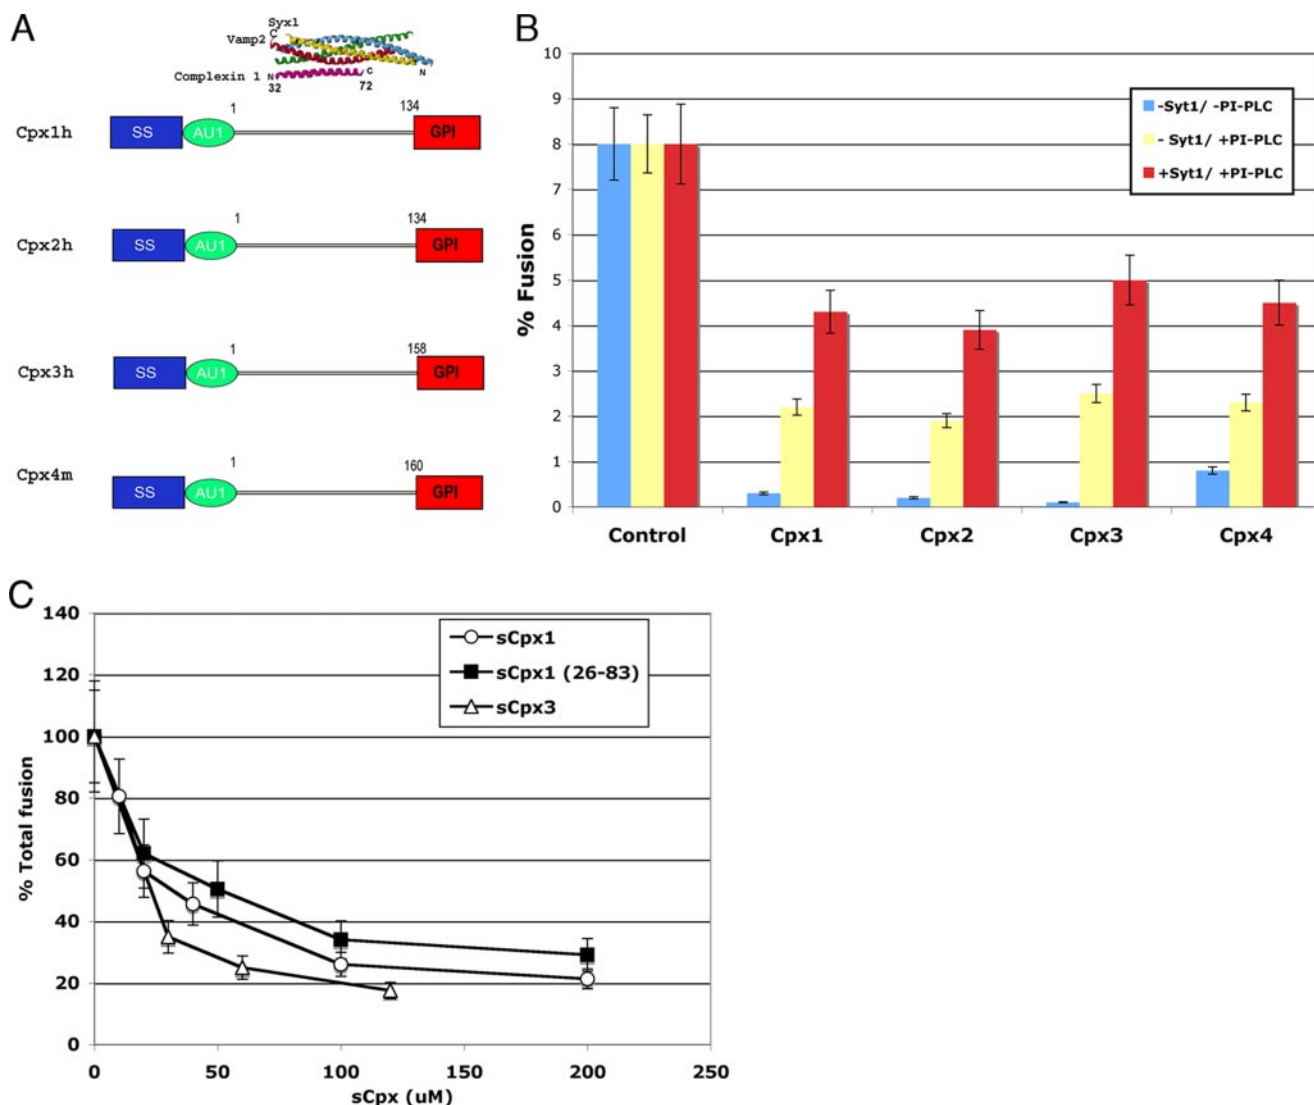 A
Syx1
C
Vamp2
N
Complexin 1 N C
32 72
1 134
Cpx1h SS AU1 GPI
1 134
Cpx2h SS AU1 GPI
1 158
Cpx3h SS AU1 GPI
1 160
Cpx4m SS AU1 GPI
B
10
9
8
7
6
5
4
3
2
1
0
% Fusion
-Syt1/ -PI-PLC
- Syt1/ +PI-PLC
+Syt1/ +PI-PLC
Control Cpx1 Cpx2 Cpx3 Cpx4
C
140
120
100
80
60
40
20
0
% Total fusion
sCpx1
sCpx1 (26-83)
sCpx3
0 50 100 150 200 250
sCpx (uM)